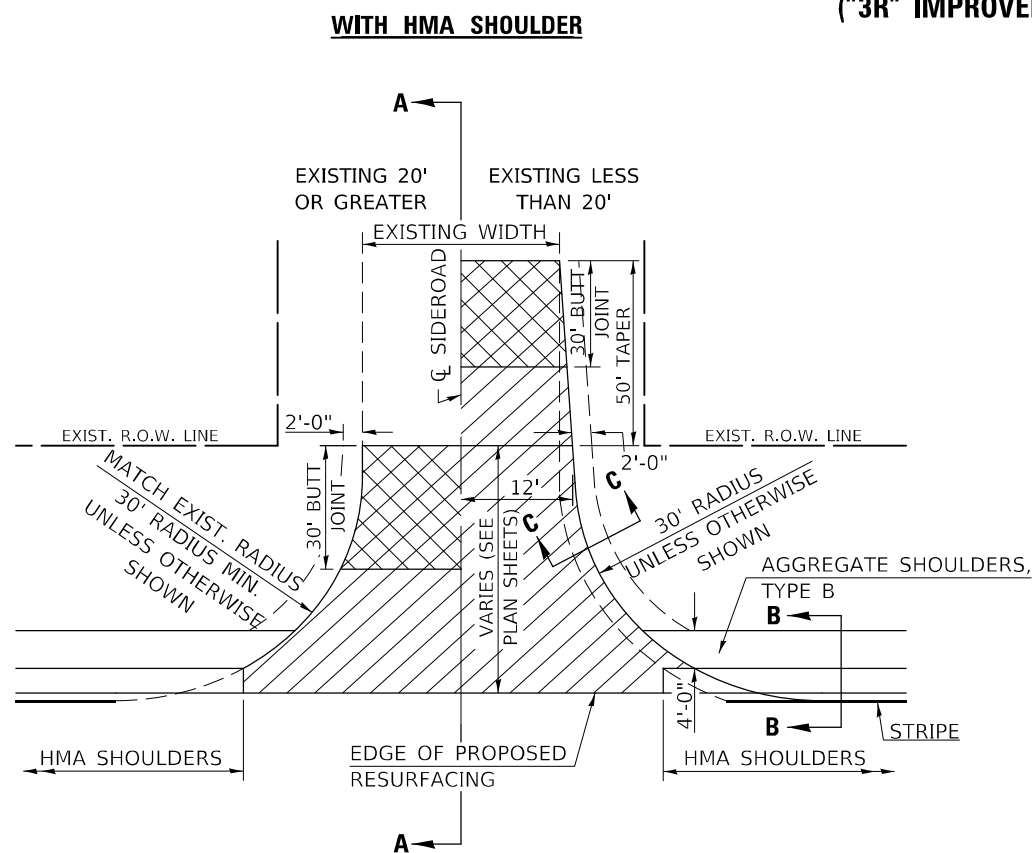 ("3R" IMPROVE
WITH HMA SHOULDER
A
EXISTING 20'
OR GREATER
EXISTING LESS
THAN 20'
EXISTING WIDTH
℄ SIDEROAD
30' BUTT
JOINT
50' TAPER
2'-0"
EXIST. R.O.W. LINE
EXIST. R.O.W. LINE
2'-0"
MATCH EXIST. RADIUS
30' RADIUS MIN.
UNLESS OTHERWISE
SHOWN
30' BUTT
JOINT
12'
VARIES (SEE
PLAN SHEETS)
C
C
30' RADIUS
UNLESS OTHERWISE
SHOWN
AGGREGATE SHOULDERS,
TYPE B
B
4'-0"
B
STRIPE
HMA SHOULDERS
EDGE OF PROPOSED
RESURFACING
HMA SHOULDERS
A